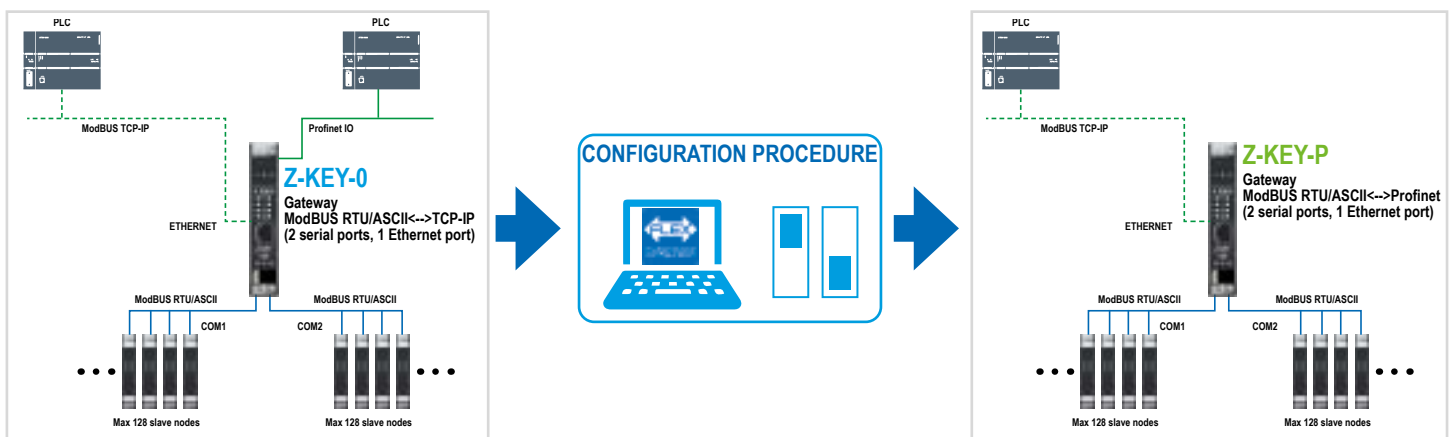 PLC
PLC
ModBUS TCP-IP
Profinet IO
Z-KEY-0
Gateway
ModBUS RTU/ASCII<-->TCP-IP
(2 serial ports, 1 Ethernet port)
ETHERNET
ModBUS RTU/ASCII
ModBUS RTU/ASCII
COM1
COM2
Max 128 slave nodes
Max 128 slave nodes
CONFIGURATION PROCEDURE
FLEX
PLC
ModBUS TCP-IP
Z-KEY-P
Gateway
ModBUS RTU/ASCII<-->Profinet
(2 serial ports, 1 Ethernet port)
ETHERNET
ModBUS RTU/ASCII
ModBUS RTU/ASCII
COM1
COM2
Max 128 slave nodes
Max 128 slave nodes